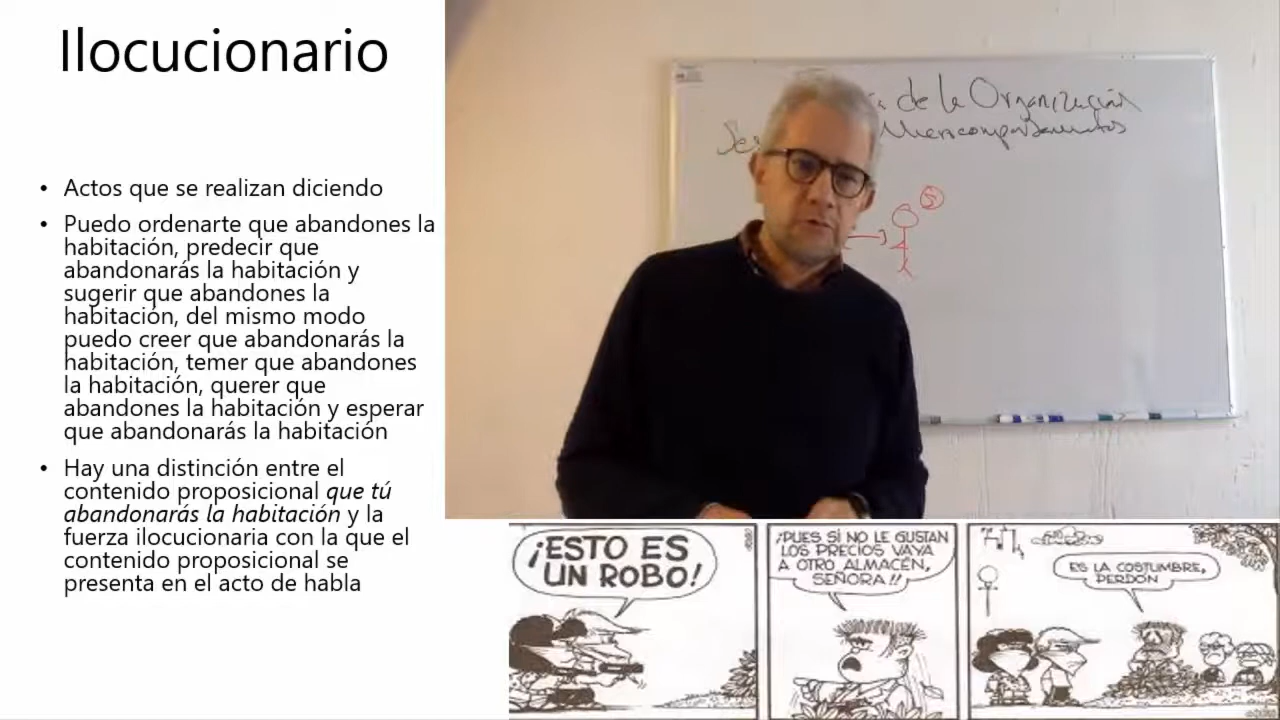 Ilocucionario
• Actos que se realizan diciendo
• Puedo ordenarte que abandones la
habitación, predecir que
abandonarás la habitación y
sugerir que abandones la
habitación, del mismo modo
puedo creer que abandonarás la
habitación, temer que abandones
la habitación, querer que
abandones la habitación y esperar
que abandonarás la habitación
• Hay una distinción entre el
contenido proposicional que tú
abandonarás la habitación y la
fuerza ilocucionaria con la que el
contenido proposicional se
presenta en el acto de habla
de la Organización
5
¡ESTO ES
UN ROBO!
¡PUES SÍ NO LE GUSTAN
LOS PRECIOS VAYA
A OTRO ALMACÉN,
SEÑORA!!
ES LA COSTUMBRE,
PERDÓN